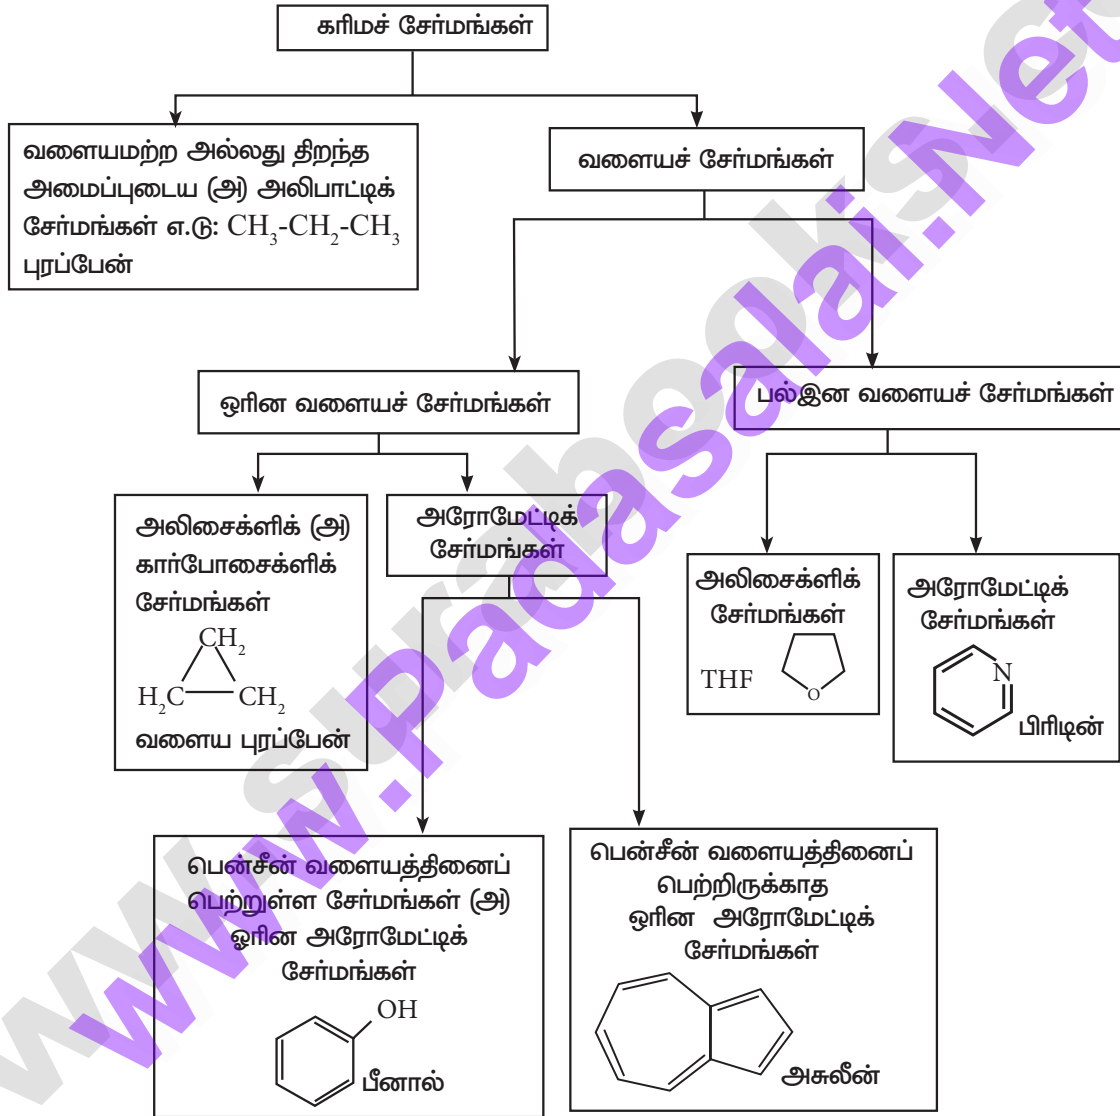 கரிமச் சேர்மங்கள்
வளையமற்ற அல்லது திறந்த
அமைப்புடைய (அ) அலிபாட்டிக்
சேர்மங்கள் எ.டு: CH₃-CH₂-CH₃
புரப்பேன்
வளையச் சேர்மங்கள்
ஒரின வளையச் சேர்மங்கள்
பல்இன வளையச் சேர்மங்கள்
அலிசைக்ளிக் (அ)
கார்போசைக்ளிக்
சேர்மங்கள்
CH₂
H₂C
CH₂
வளைய புரப்பேன்
அரோமேட்டிக்
சேர்மங்கள்
அலிசைக்ளிக்
சேர்மங்கள்
THF
O
அரோமேட்டிக்
சேர்மங்கள்
N
பிரிடின்
பென்சீன் வளையத்தினைப்
பெற்றுள்ள சேர்மங்கள் (அ)
ஓரின அரோமேட்டிக்
சேர்மங்கள்
OH
பீனால்
பென்சீன் வளையத்தினைப்
பெற்றிருக்காத
ஒரின அரோமேட்டிக்
சேர்மங்கள்
அசுலீன்
www.Padasalai.Net